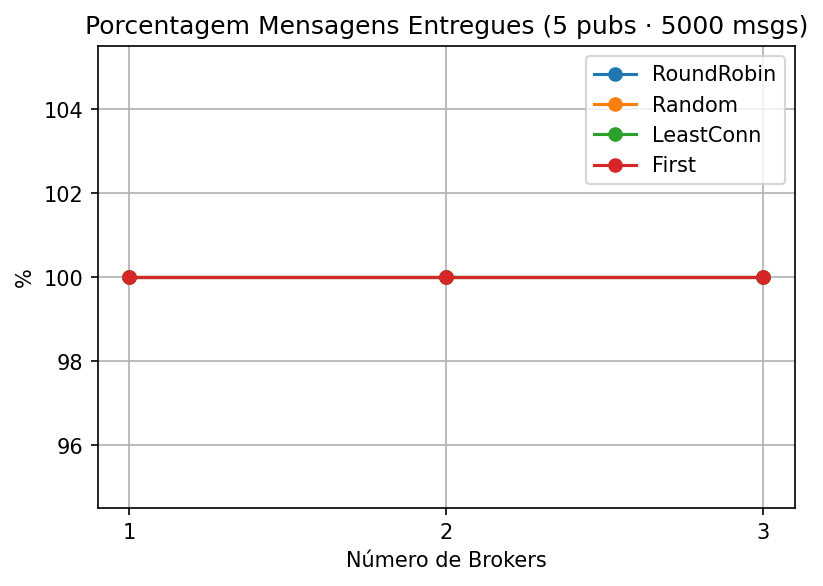 Porcentagem Mensagens Entregues (5 pubs · 5000 msgs)
RoundRobin
Random
LeastConn
First
104
102
100
98
96
%
1 2 3
Número de Brokers